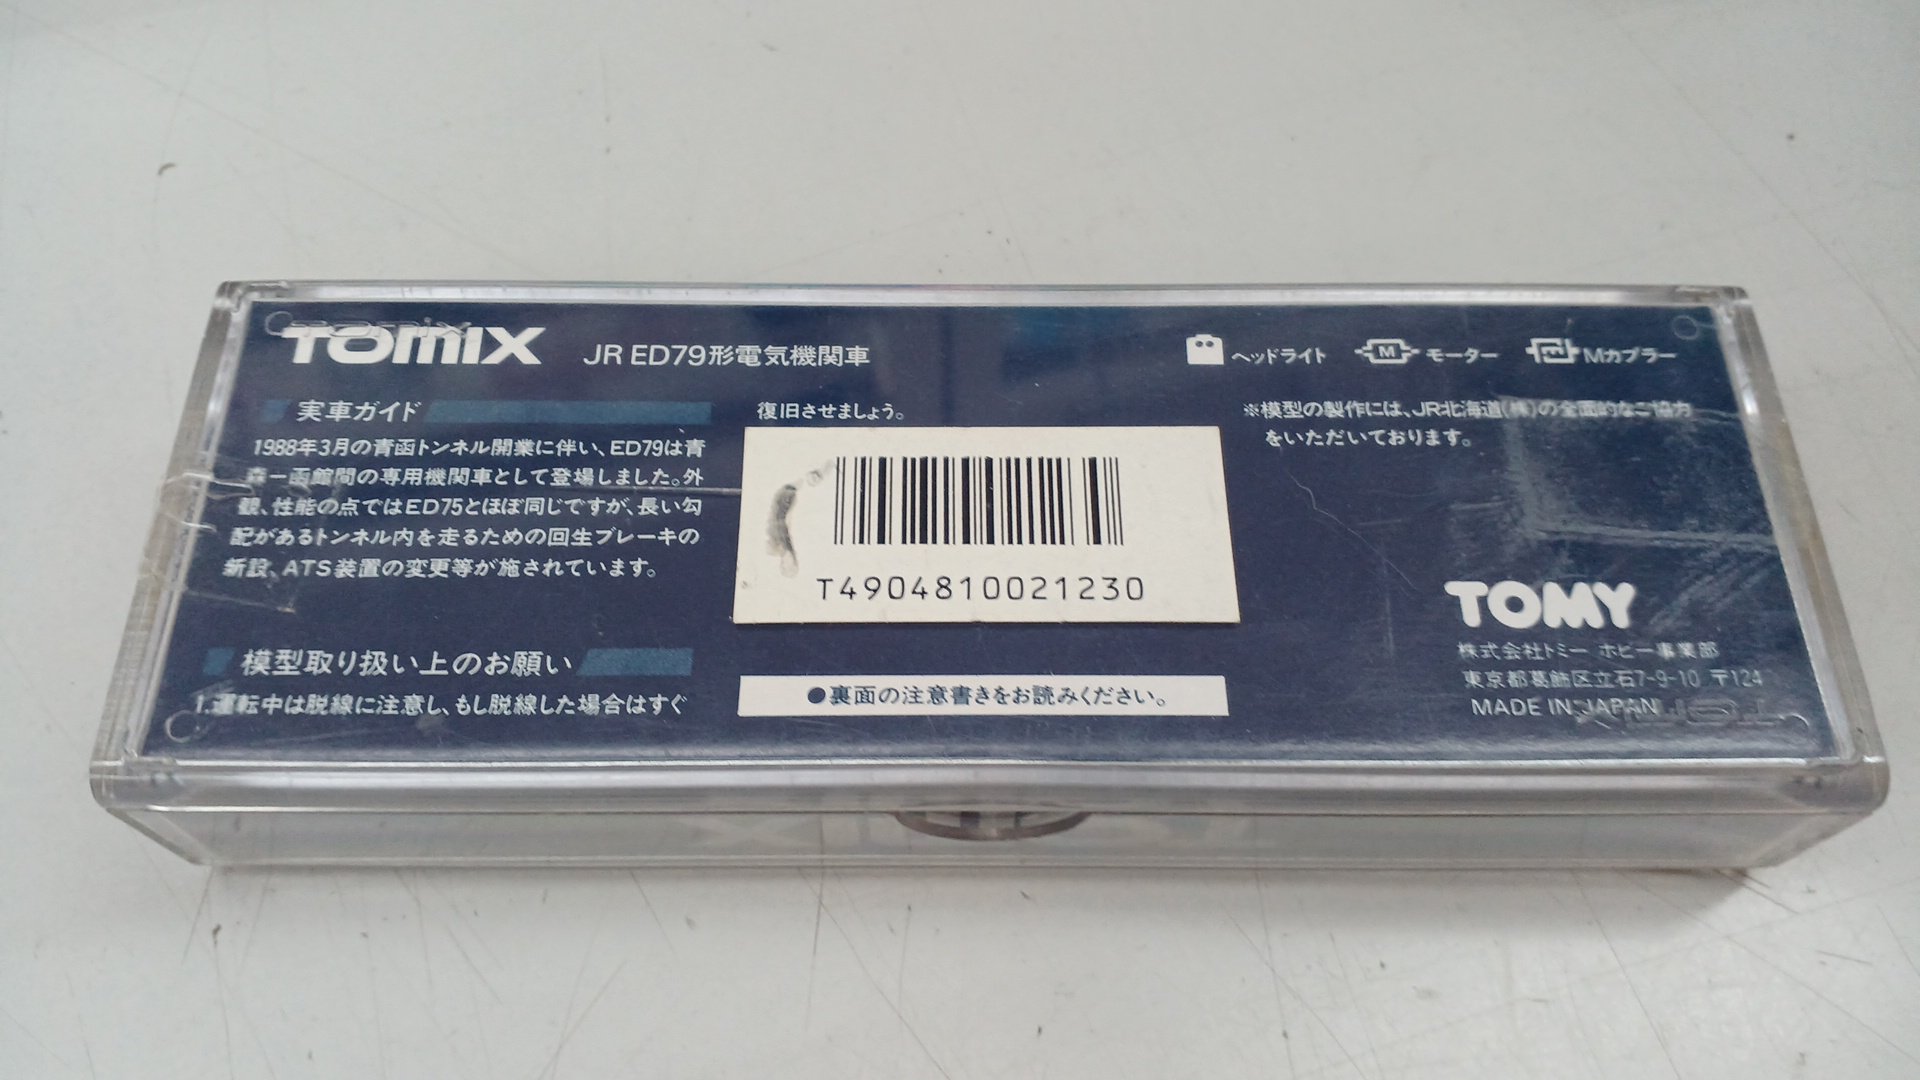 TOMIX
JR ED79形電気機関車
ヘッドライト
M
モーター
Mカプラー
実車ガイド
1988年3月の青函トンネル開業に伴い、ED79は青
森ー函館間の専用機関車として登場しました。外
観、性能の点ではED75とほぼ同じですが、長い勾
配があるトンネル内を走るための回生ブレーキの
新設、ATS装置の変更等が施されています。
模型取り扱い上のお願い
1.運転中は脱線に注意し、もし脱線した場合はすぐ
復旧させましょう。
T4904810021230
●裏面の注意書きをお読みください。
※模型の製作には、JR北海道(株)の全面的なご協力
をいただいております。
TOMY
株式会社トミー ホビー事業部
東京都葛飾区立石7-9-10 〒124
MADE IN JAPAN
TOMIX